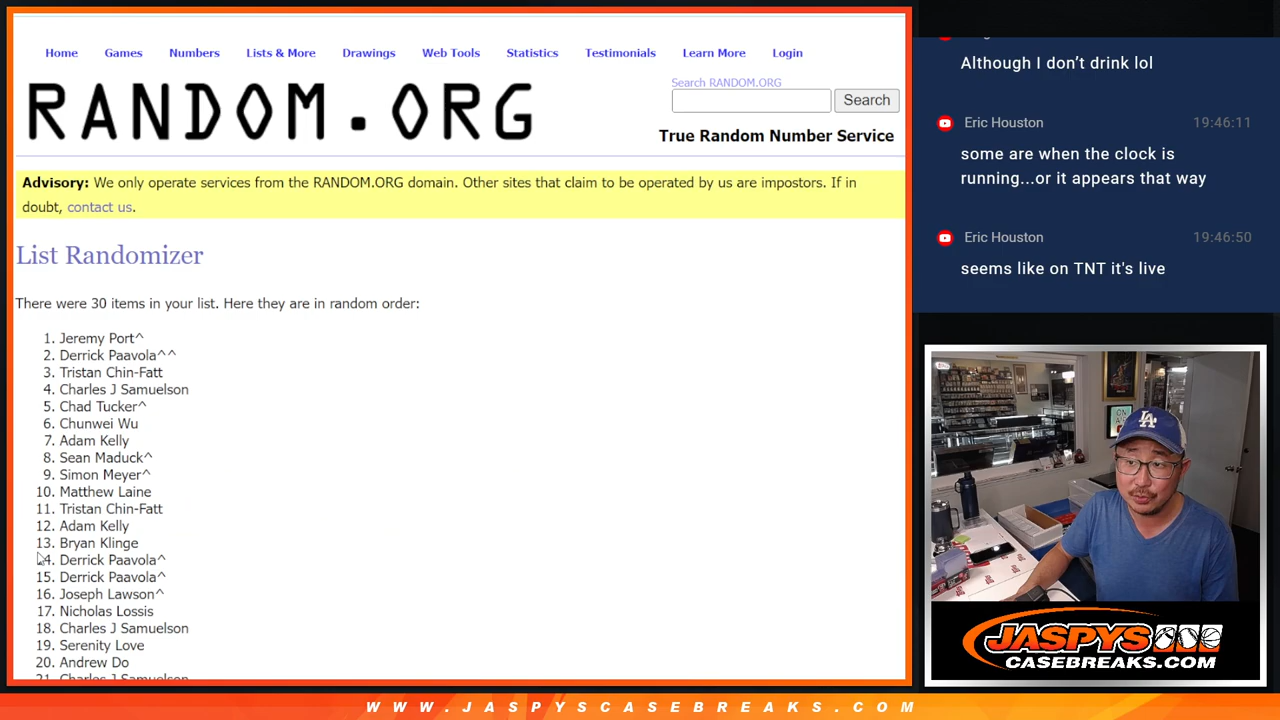 Home Games Numbers Lists & More Drawings Web Tools Statistics Testimonials Learn More Login
RANDOM.ORG
Search RANDOM.ORG
Search
True Random Number Service
Advisory: We only operate services from the RANDOM.ORG domain. Other sites that claim to be operated by us are impostors. If in
doubt, contact us.
List Randomizer
There were 30 items in your list. Here they are in random order:
1. Jeremy Port^
2. Derrick Paavola^^
3. Tristan Chin-Fatt
4. Charles J Samuelson
5. Chad Tucker^
6. Chunwei Wu
7. Adam Kelly
8. Sean Maduck^
9. Simon Meyer^
10. Matthew Laine
11. Tristan Chin-Fatt
12. Adam Kelly
13. Bryan Klinge
14. Derrick Paavola^
15. Derrick Paavola^
16. Joseph Lawson^
17. Nicholas Lossis
18. Charles J Samuelson
19. Serenity Love
20. Andrew Do
21. Charles J Samuelson
Although I don’t drink lol
Eric Houston 19:46:11
some are when the clock is
running...or it appears that way
Eric Houston 19:46:50
seems like on TNT it's live
JASPYS
CASEBREAKS.COM
WWW.JASPYSCASEBREAKS.COM